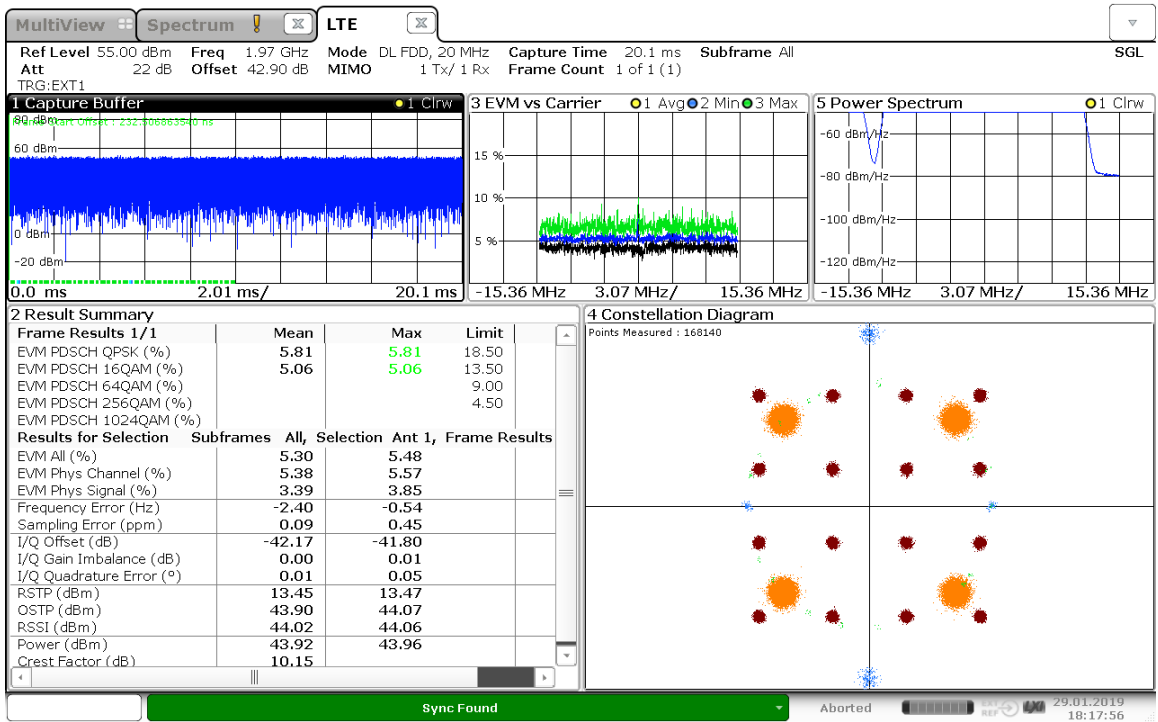 MultiView Spectrum ! x LTE x
Ref Level 55.00 dBm Freq 1.97 GHz Mode DL FDD, 20 MHz Capture Time 20.1 ms Subframe All SGL
Att 22 dB Offset 42.90 dB MIMO 1 Tx/ 1 Rx Frame Count 1 of 1 (1)
TRG:EXT1
1 Capture Buffer 1 Clrw
80 dBm
Frame Start Offset : 232.506863540 ns
60 dBm
0 dBm
-20 dBm
0.0 ms 2.01 ms/ 20.1 ms
3 EVM vs Carrier 1 Avg 2 Min 3 Max
15 %
10 %
5 %
-15.36 MHz 3.07 MHz/ 15.36 MHz
5 Power Spectrum 1 Clrw
-60 dBm/Hz
-80 dBm/Hz
-100 dBm/Hz
-120 dBm/Hz
-15.36 MHz 3.07 MHz/ 15.36 MHz
2 Result Summary
Frame Results 1/1 Mean Max Limit
EVM PDSCH QPSK (%) 5.81 5.81 18.50
EVM PDSCH 16QAM (%) 5.06 5.06 13.50
EVM PDSCH 64QAM (%) 9.00
EVM PDSCH 256QAM (%) 4.50
EVM PDSCH 1024QAM (%)
Results for Selection Subframes All, Selection Ant 1, Frame Results
EVM All (%) 5.30 5.48
EVM Phys Channel (%) 5.38 5.57
EVM Phys Signal (%) 3.39 3.85
Frequency Error (Hz) -2.40 -0.54
Sampling Error (ppm) 0.09 0.45
I/Q Offset (dB) -42.17 -41.80
I/Q Gain Imbalance (dB) 0.00 0.01
I/Q Quadrature Error (º) 0.01 0.05
RSTP (dBm) 13.45 13.47
OSTP (dBm) 43.90 44.07
RSSI (dBm) 44.02 44.06
Power (dBm) 43.92 43.96
Crest Factor (dB) 10.15
4 Constellation Diagram
Points Measured : 168140
Sync Found
Aborted
EXT
REF
LXI
29.01.2019
18:17:56